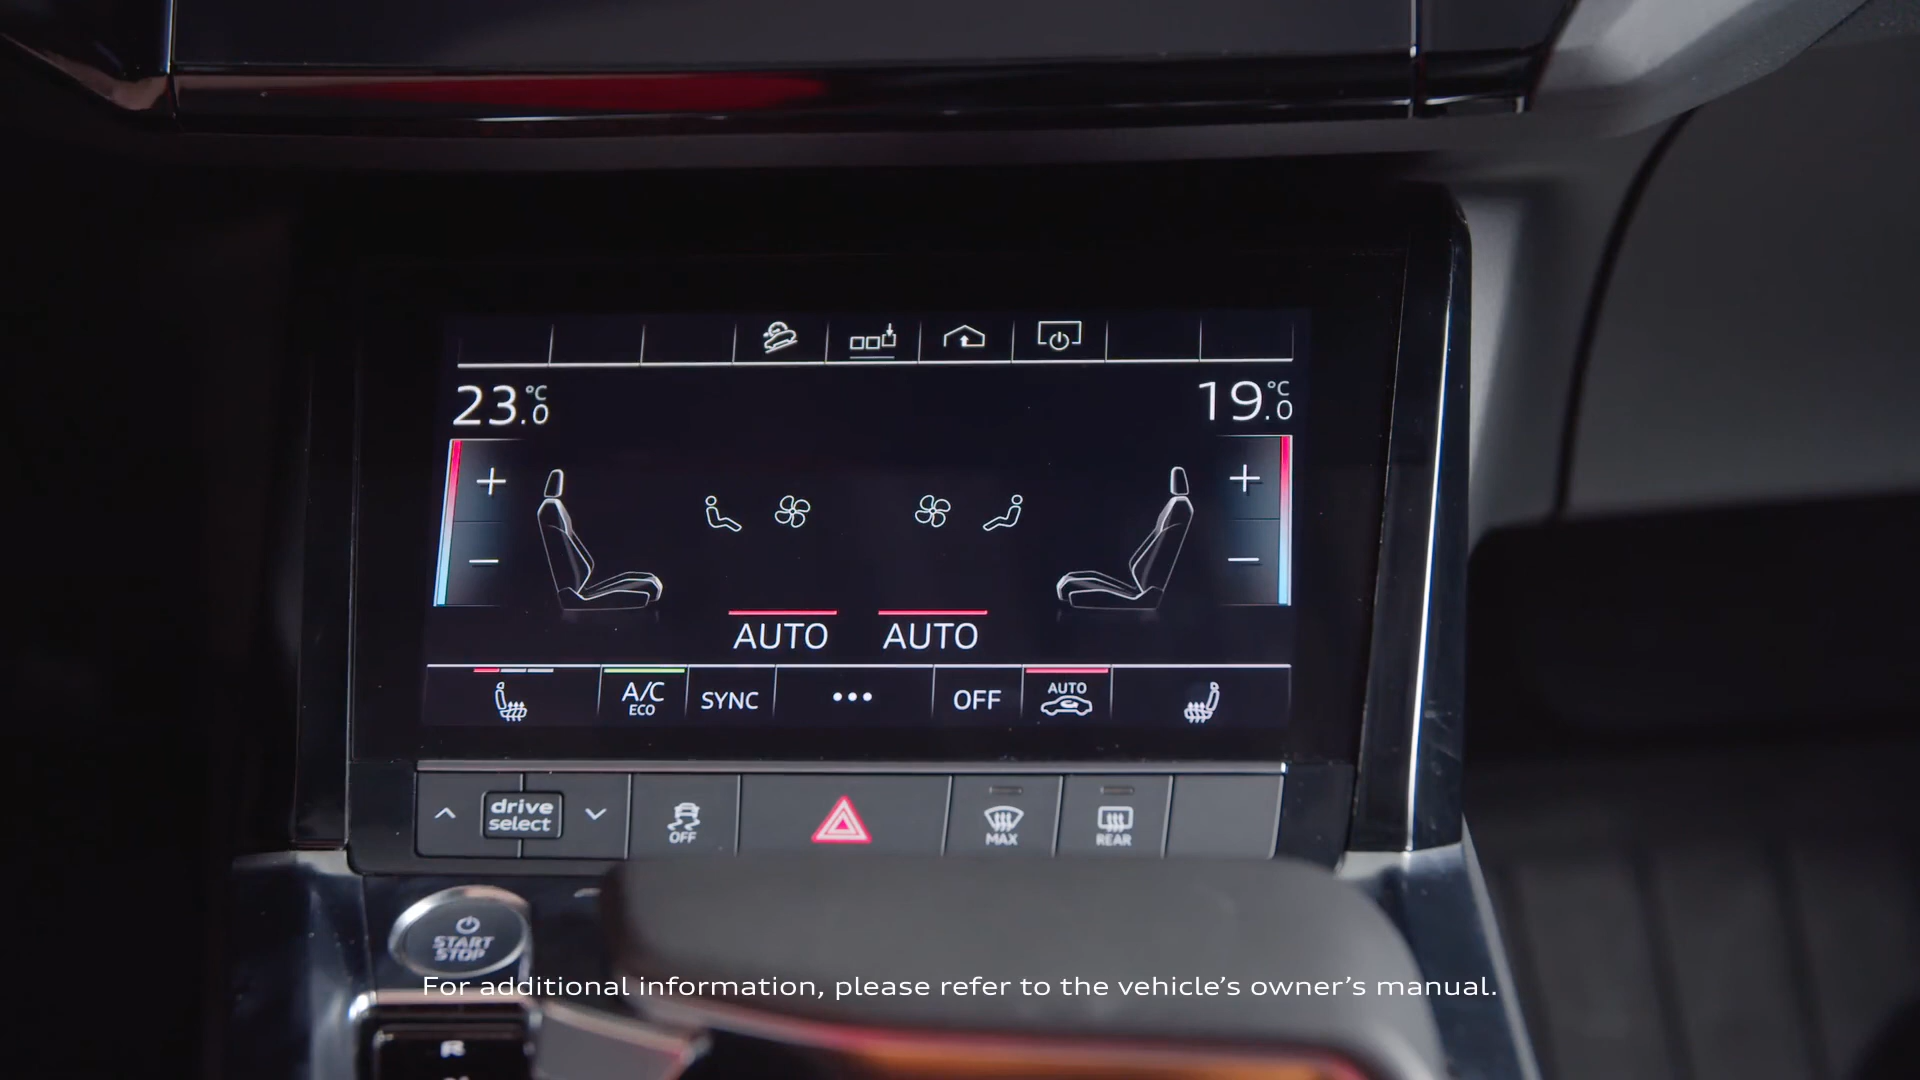 23.0 °C
19.0 °C
+
+
−
−
AUTO
AUTO
A/C
ECO
SYNC
•••
OFF
AUTO
drive
select
OFF
MAX
REAR
START
STOP
For additional information, please refer to the vehicle’s owner’s manual.
R